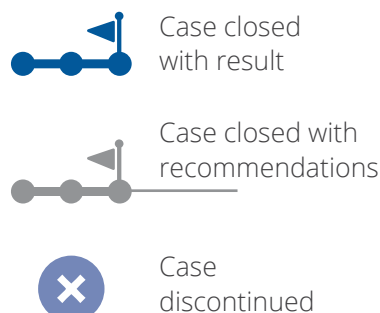 Case closed
with result
Case closed with
recommendations
Case
discontinued